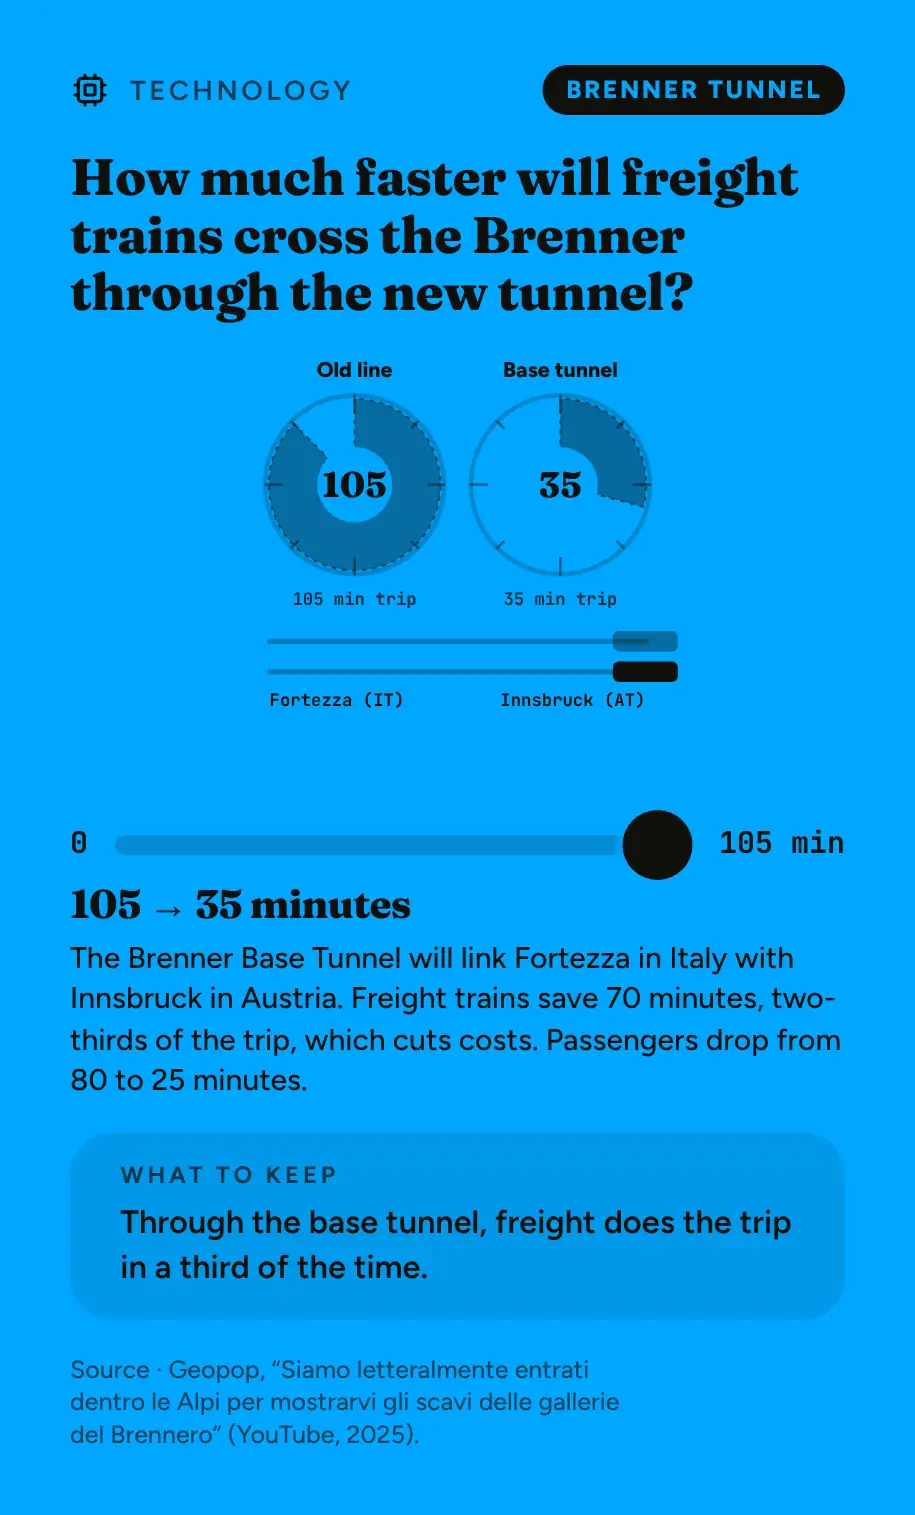 TECHNOLOGY
BRENNER TUNNEL
How much faster will freight
trains cross the Brenner
through the new tunnel?
Old line
Base tunnel
105
35
105 min trip
35 min trip
Fortezza (IT)
Innsbruck (AT)
0
105 min
105 → 35 minutes
The Brenner Base Tunnel will link Fortezza in Italy with
Innsbruck in Austria. Freight trains save 70 minutes, two-
thirds of the trip, which cuts costs. Passengers drop from
80 to 25 minutes.
WHAT TO KEEP
Through the base tunnel, freight does the trip
in a third of the time.
Source · Geopop, “Siamo letteralmente entrati
dentro le Alpi per mostrarvi gli scavi delle gallerie
del Brennero” (YouTube, 2025).